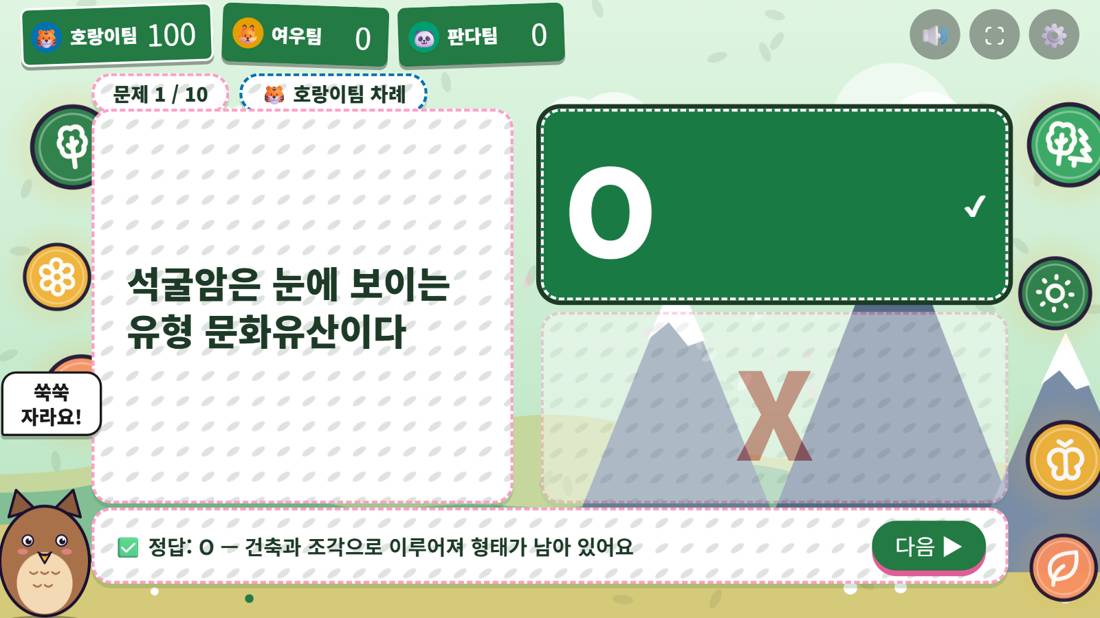 호랑이팀 100
여우팀 0
판다팀 0
문제 1 / 10
호랑이팀 차례
석굴암은 눈에 보이는
유형 문화유산이다
O
X
쑥쑥
자라요!
정답: O — 건축과 조각으로 이루어져 형태가 남아 있어요
다음 ▶